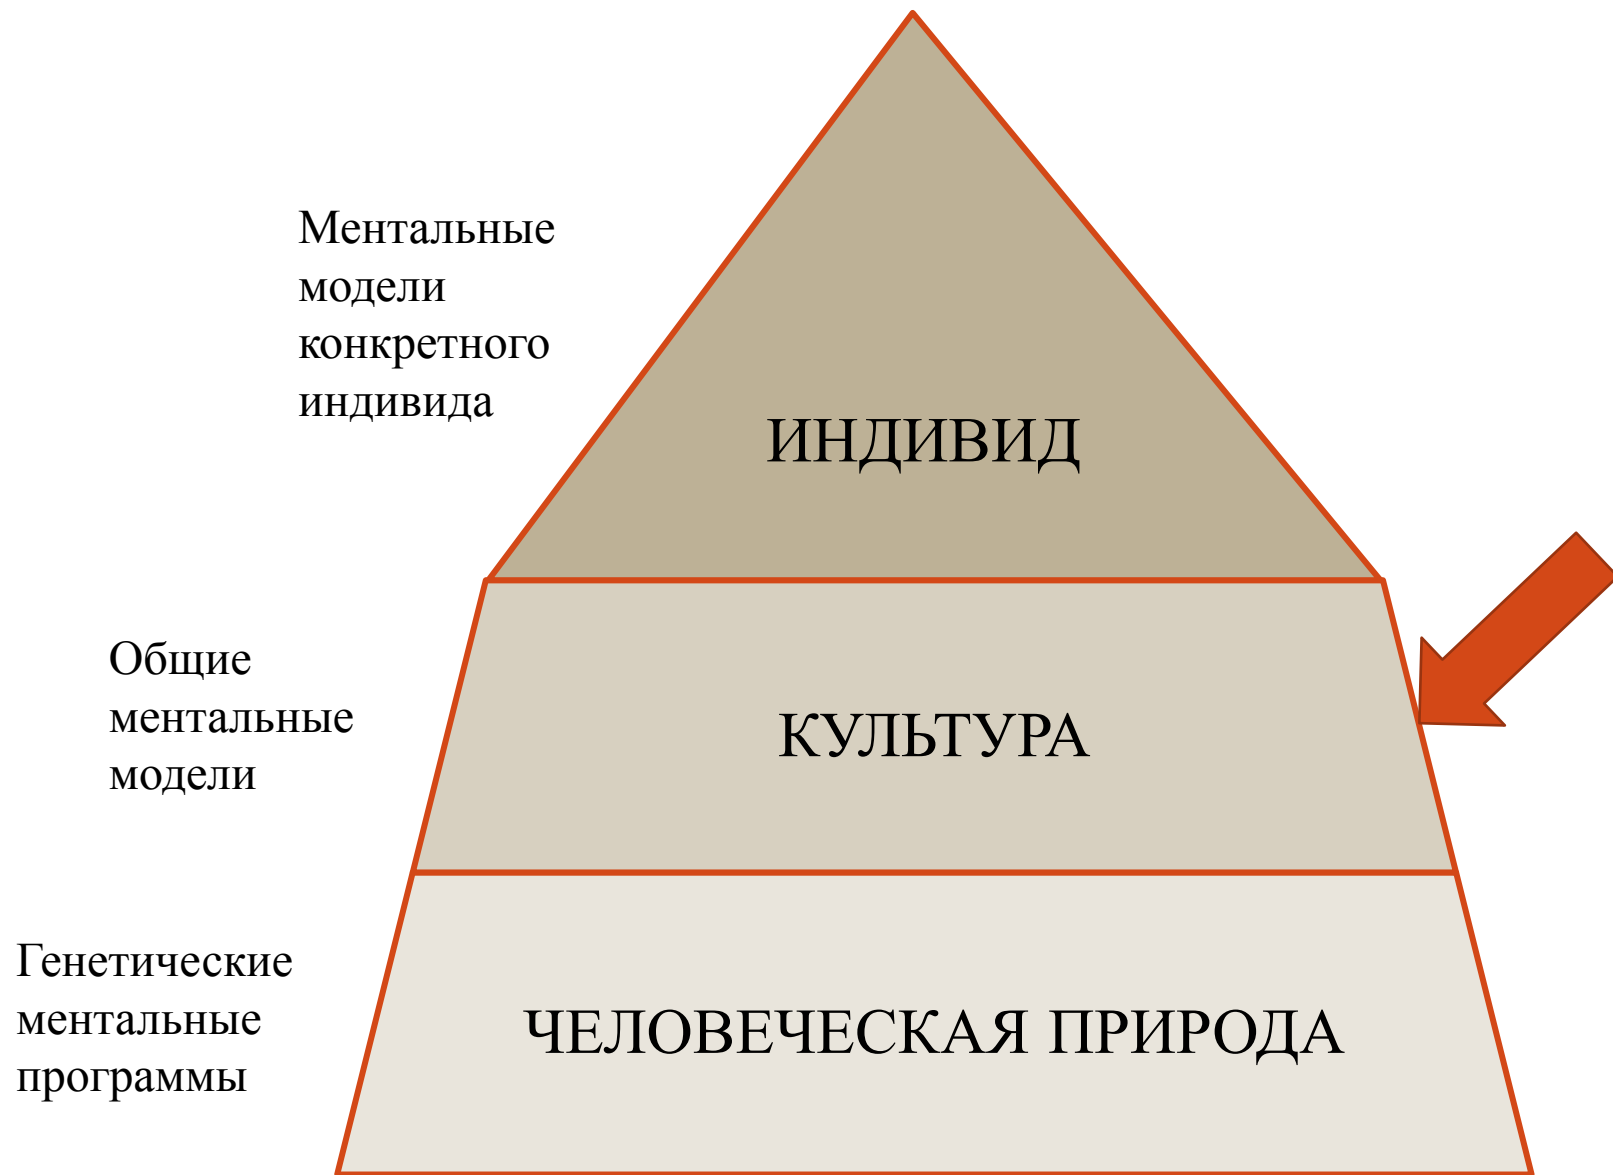 Ментальные
модели
конкретного
индивида
ИНДИВИД
Общие
ментальные
модели
КУЛЬТУРА
Генетические
ментальные
программы
ЧЕЛОВЕЧЕСКАЯ ПРИРОДА